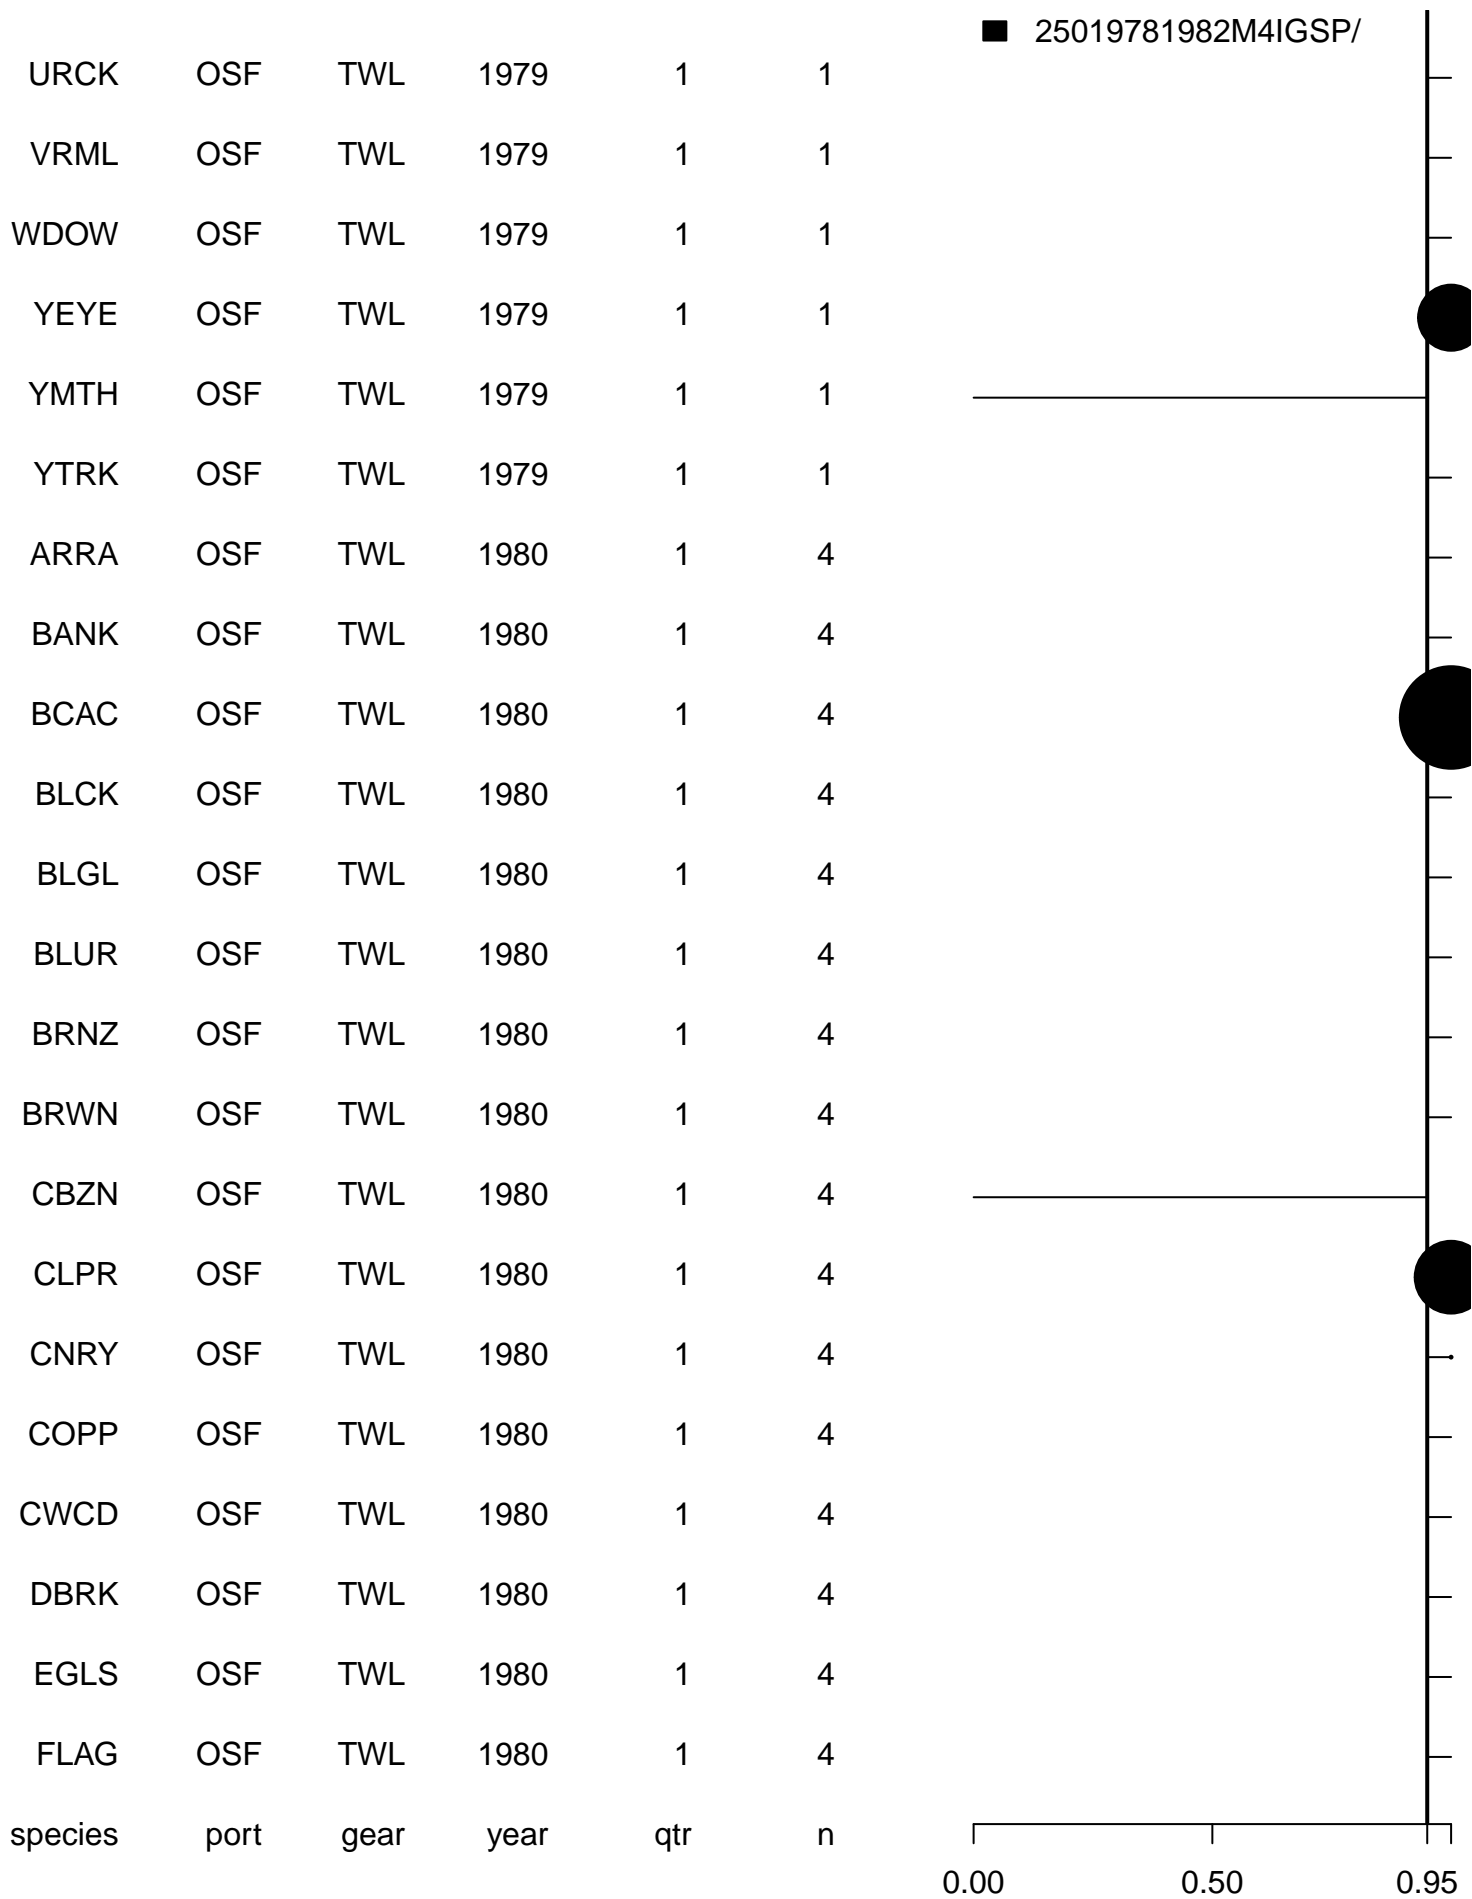 25019781982M4IGSP/
URCK OSF TWL 1979 1 1
VRML OSF TWL 1979 1 1
WDOW OSF TWL 1979 1 1
YEYE OSF TWL 1979 1 1
YMTH OSF TWL 1979 1 1
YTRK OSF TWL 1979 1 1
ARRA OSF TWL 1980 1 4
BANK OSF TWL 1980 1 4
BCAC OSF TWL 1980 1 4
BLCK OSF TWL 1980 1 4
BLGL OSF TWL 1980 1 4
BLUR OSF TWL 1980 1 4
BRNZ OSF TWL 1980 1 4
BRWN OSF TWL 1980 1 4
CBZN OSF TWL 1980 1 4
CLPR OSF TWL 1980 1 4
CNRY OSF TWL 1980 1 4
COPP OSF TWL 1980 1 4
CWCD OSF TWL 1980 1 4
DBRK OSF TWL 1980 1 4
EGLS OSF TWL 1980 1 4
FLAG OSF TWL 1980 1 4
species port gear year qtr n
0.00 0.50 0.95